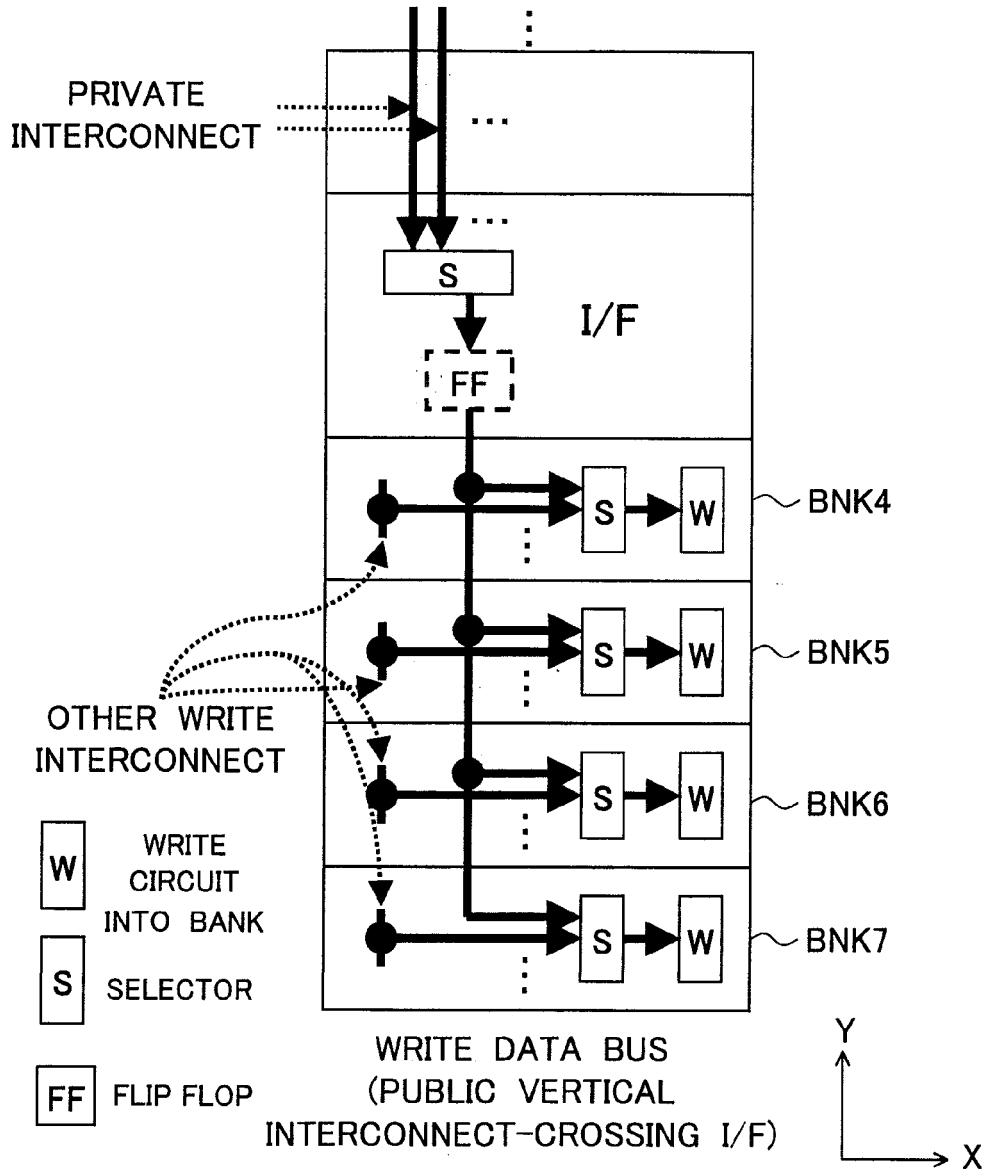 PRIVATE
INTERCONNECT
S
I/F
FF
S
W
BNK4
S
W
BNK5
OTHER WRITE
INTERCONNECT
S
W
BNK6
W
WRITE
CIRCUIT
INTO BANK
S
W
BNK7
S
SELECTOR
FF
FLIP FLOP
WRITE DATA BUS
(PUBLIC VERTICAL
INTERCONNECT-CROSSING I/F)
Y
X